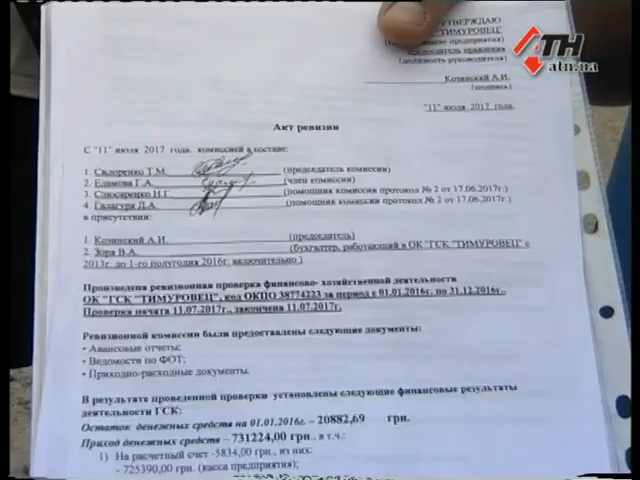 УТВЕРЖДАЮ
"ТИМУРОВЕЦ"
предприятия)
председатель правления
(должность руководителя)
Козинский А.И.
(подпись)
"11" июля 2017 года.
АТН
atn.ua
Акт ревизии
С "11" июля 2017 года. комиссией в составе:
1. Сидоренко Т.М. (председатель комиссии)
2. Еламова Г.А. (член комиссии)
3. Слюсаренко Н.Г. (помощник комиссии протокол № 2 от 17.06.2017г.)
4. Галагура Л.А. (помощник комиссии протокол № 2 от 17.06.2017г.)
в присутствии:
1. Козинский А.И. (председатель)
2. Зора В.А. (бухгалтер, работающий в ОК "ГСК "ТИМУРОВЕЦ" с
2013г. до 1-го полугодия 2016г. включительно )
Произведена ревизионная проверка финансово- хозяйственной деятельности
ОК "ГСК "ТИМУРОВЕЦ", код ОКПО 38774223 за период с 01.01.2016г. по 31.12.2016г.
Проверка начата 11.07.2017г., закончена 11.07.2017г.
Ревизионной комиссии были предоставлены следующие документы:
• Авансовые отчеты;
• Ведомости по ФОТ;
• Приходно-расходные документы.
В результате проведенной проверки установлены следующие финансовые результаты
деятельности ГСК:
Остаток денежных средств на 01.01.2016г. – 20882,69 грн.
Приход денежных средств – 731224,00 грн., в т.ч.:
1) На расчетный счет -5834,00 грн., из них:
- 725390,00 грн. (касса предприятия);